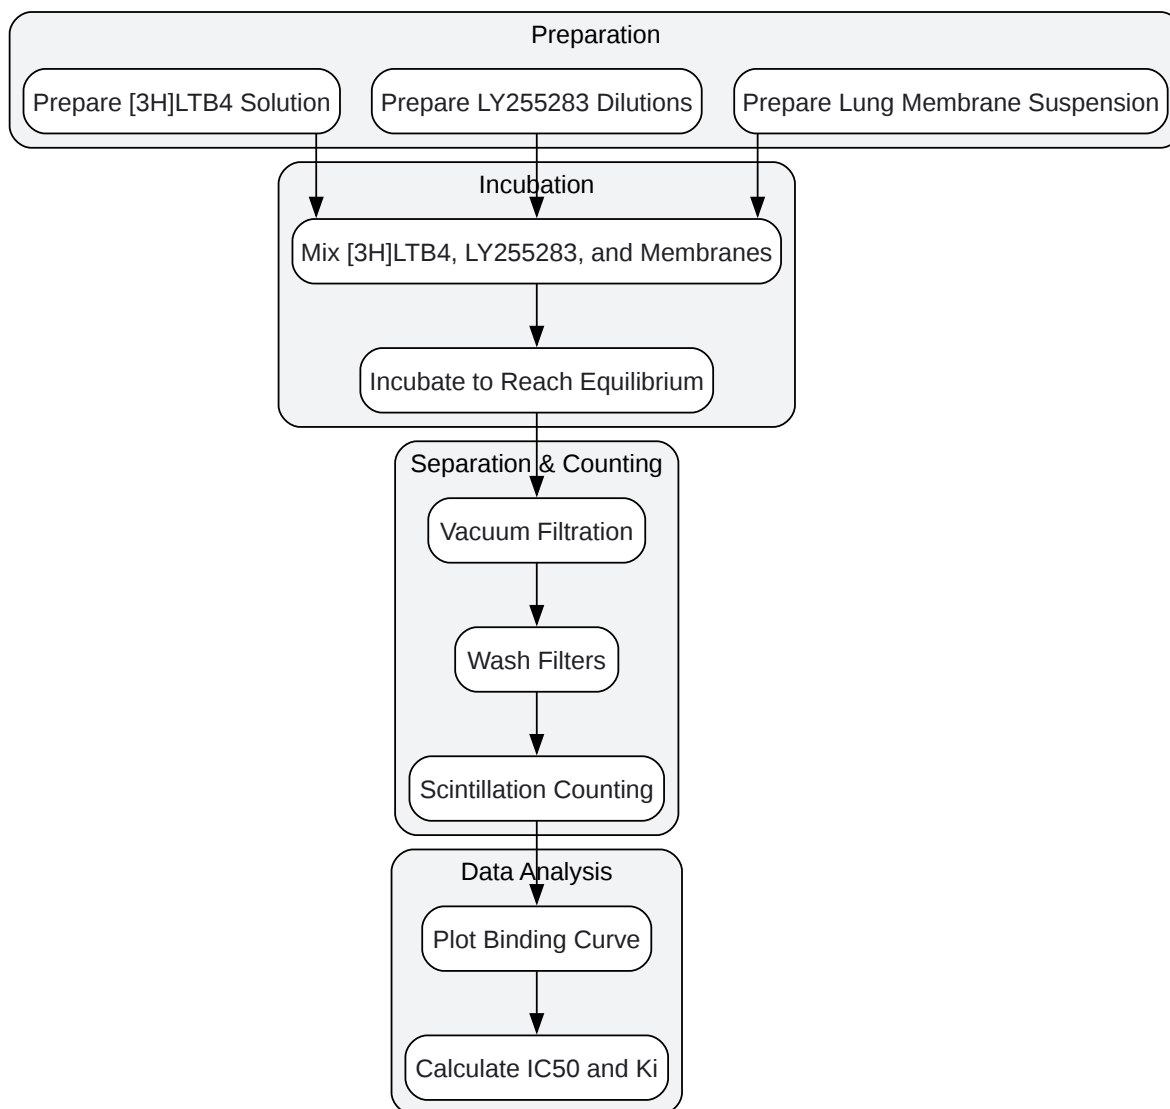 Preparation
Prepare [3H]LTB4 Solution
Prepare LY255283 Dilutions
Prepare Lung Membrane Suspension
Incubation
Mix [3H]LTB4, LY255283, and Membranes
Incubate to Reach Equilibrium
Separation & Counting
Vacuum Filtration
Wash Filters
Scintillation Counting
Data Analysis
Plot Binding Curve
Calculate IC50 and Ki